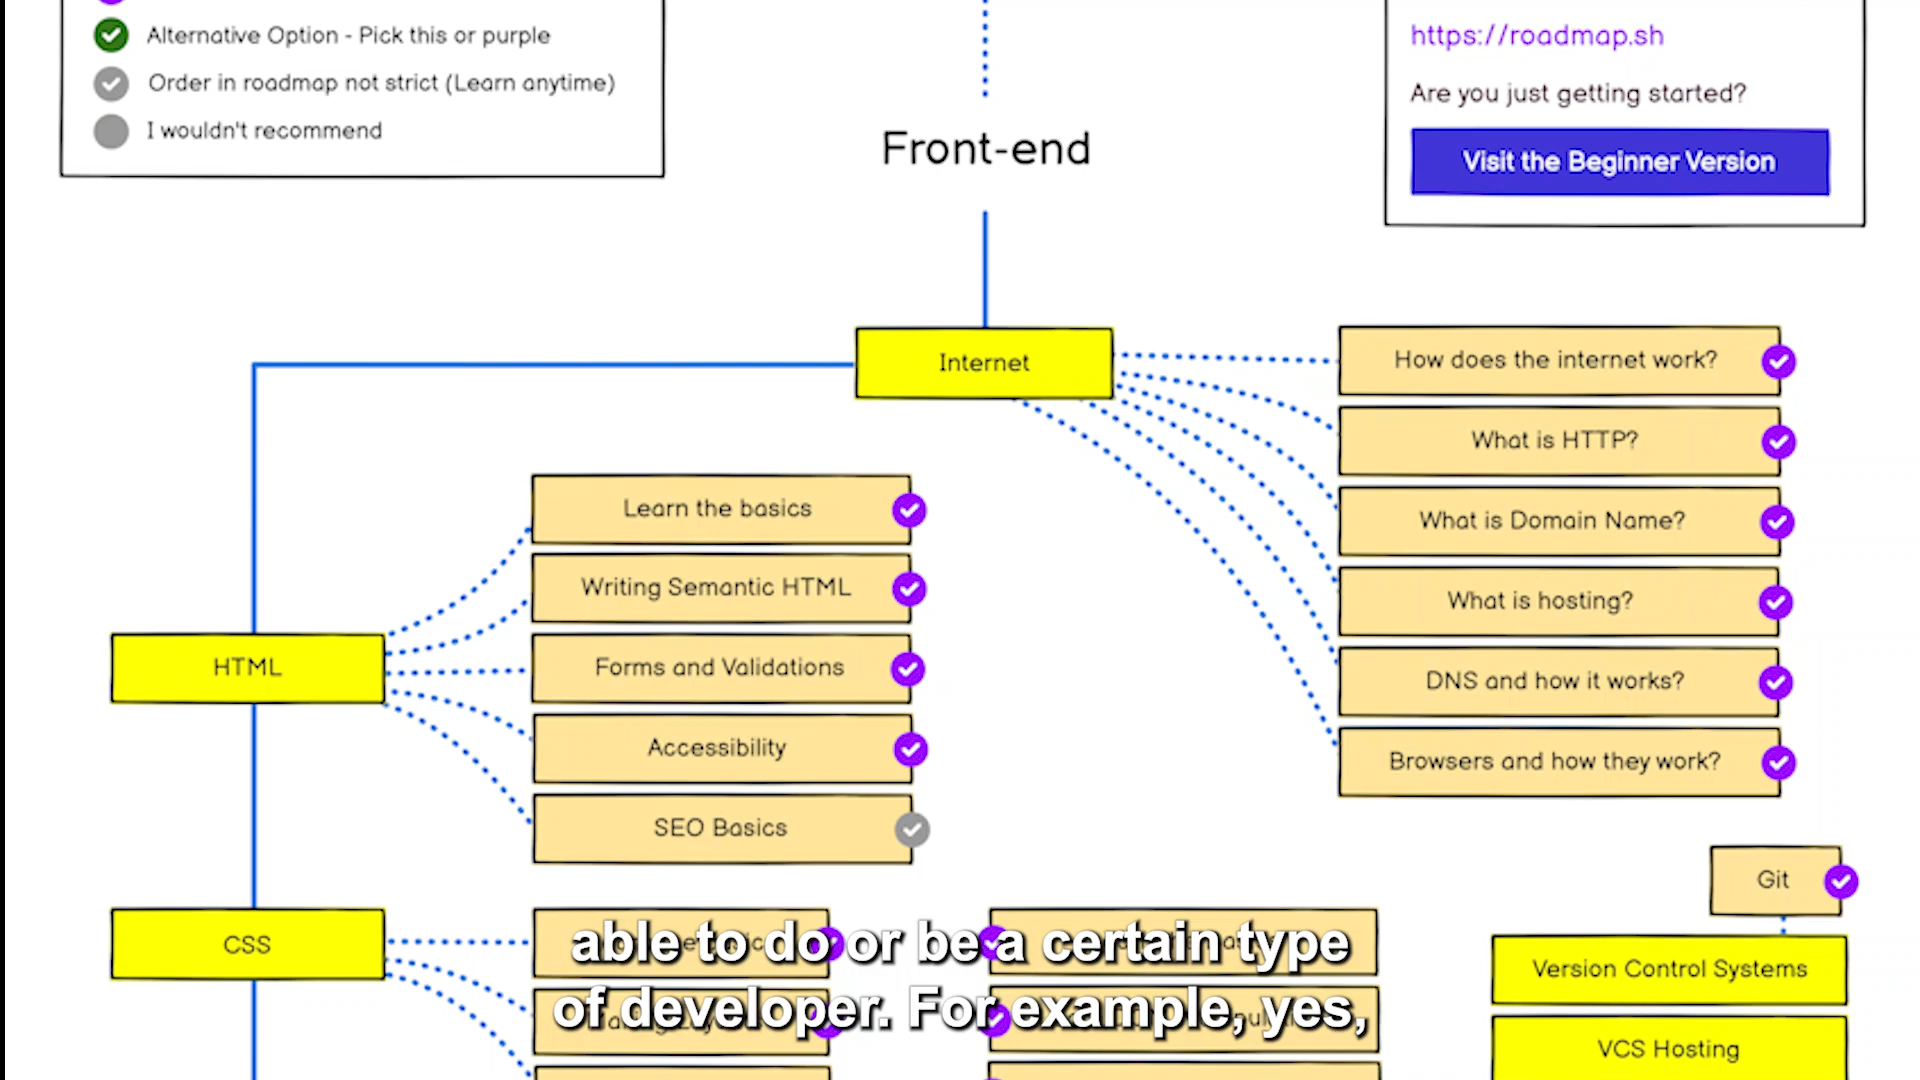 Alternative Option - Pick this or purple
Order in roadmap not strict (Learn anytime)
I wouldn't recommend
https://roadmap.sh
Are you just getting started?
Visit the Beginner Version
Front-end
Internet
How does the internet work?
What is HTTP?
What is Domain Name?
What is hosting?
DNS and how it works?
Browsers and how they work?
Learn the basics
Writing Semantic HTML
Forms and Validations
Accessibility
SEO Basics
HTML
CSS
Git
Version Control Systems
VCS Hosting
able to do or be a certain type
of developer. For example, yes,